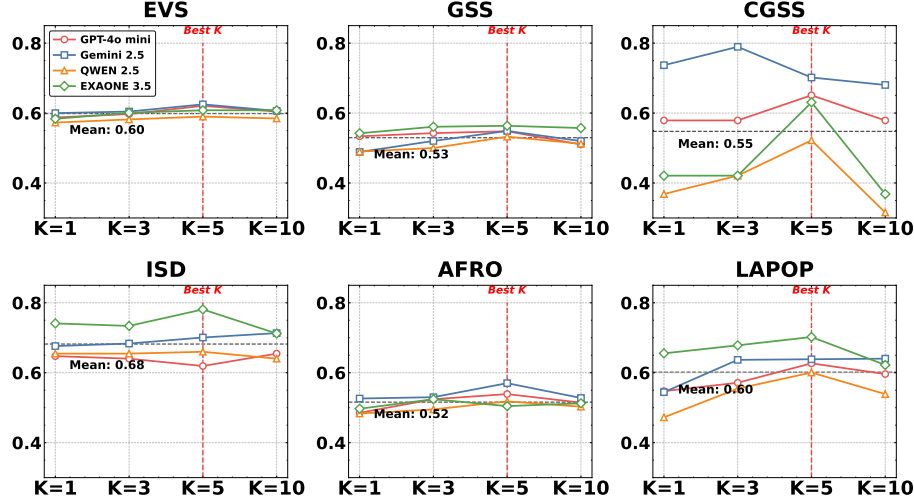 EVS
GSS
CGSS
Best K
Best K
Best K
GPT-4o mini
Gemini 2.5
QWEN 2.5
EXAONE 3.5
0.8
0.6
0.4
Mean: 0.60
K=1 K=3 K=5 K=10
0.8
0.6
0.4
Mean: 0.53
K=1 K=3 K=5 K=10
0.8
0.6
0.4
Mean: 0.55
K=1 K=3 K=5 K=10
ISD
AFRO
LAPOP
Best K
Best K
Best K
0.8
0.6
0.4
Mean: 0.68
K=1 K=3 K=5 K=10
0.8
0.6
0.4
Mean: 0.52
K=1 K=3 K=5 K=10
0.8
0.6
0.4
Mean: 0.60
K=1 K=3 K=5 K=10